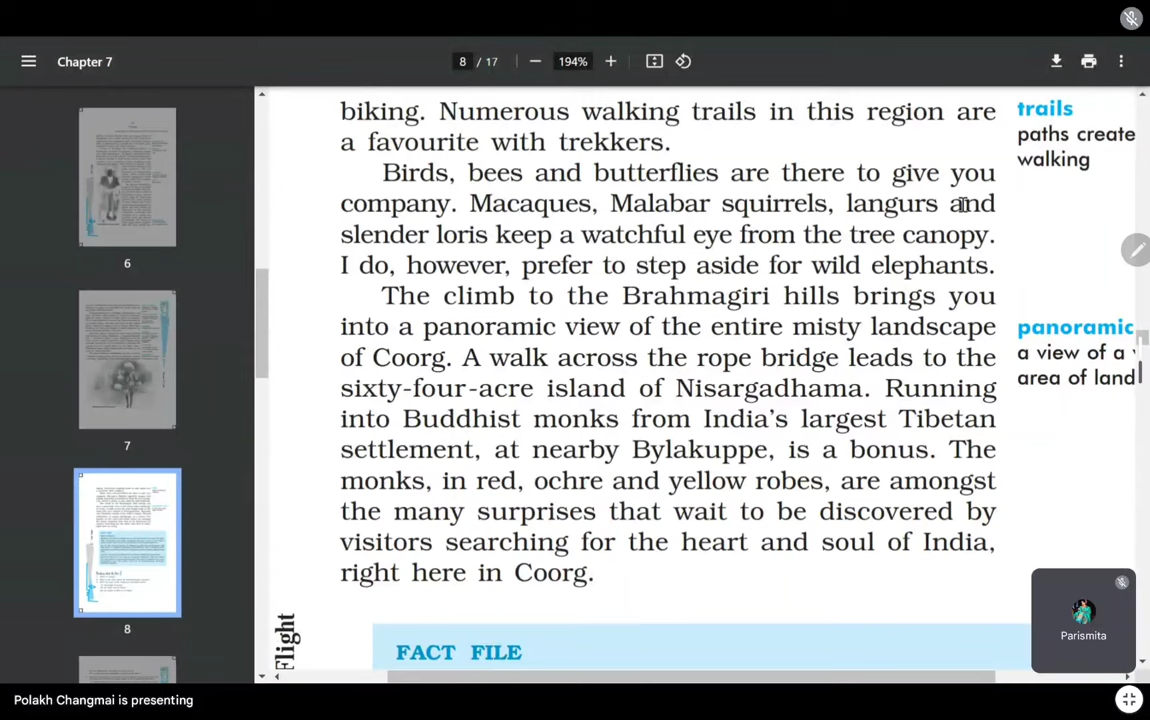 Chapter 7
8 / 17
194%
6
7
8
biking. Numerous walking trails in this region are
a favourite with trekkers.
Birds, bees and butterflies are there to give you
company. Macaques, Malabar squirrels, langurs and
slender loris keep a watchful eye from the tree canopy.
I do, however, prefer to step aside for wild elephants.
The climb to the Brahmagiri hills brings you
into a panoramic view of the entire misty landscape
of Coorg. A walk across the rope bridge leads to the
sixty-four-acre island of Nisargadhama. Running
into Buddhist monks from India's largest Tibetan
settlement, at nearby Bylakuppe, is a bonus. The
monks, in red, ochre and yellow robes, are amongst
the many surprises that wait to be discovered by
visitors searching for the heart and soul of India,
right here in Coorg.
trails
paths create
walking
panoramic
a view of a
area of land
Flight
FACT FILE
Parismita
Polakh Changmai is presenting